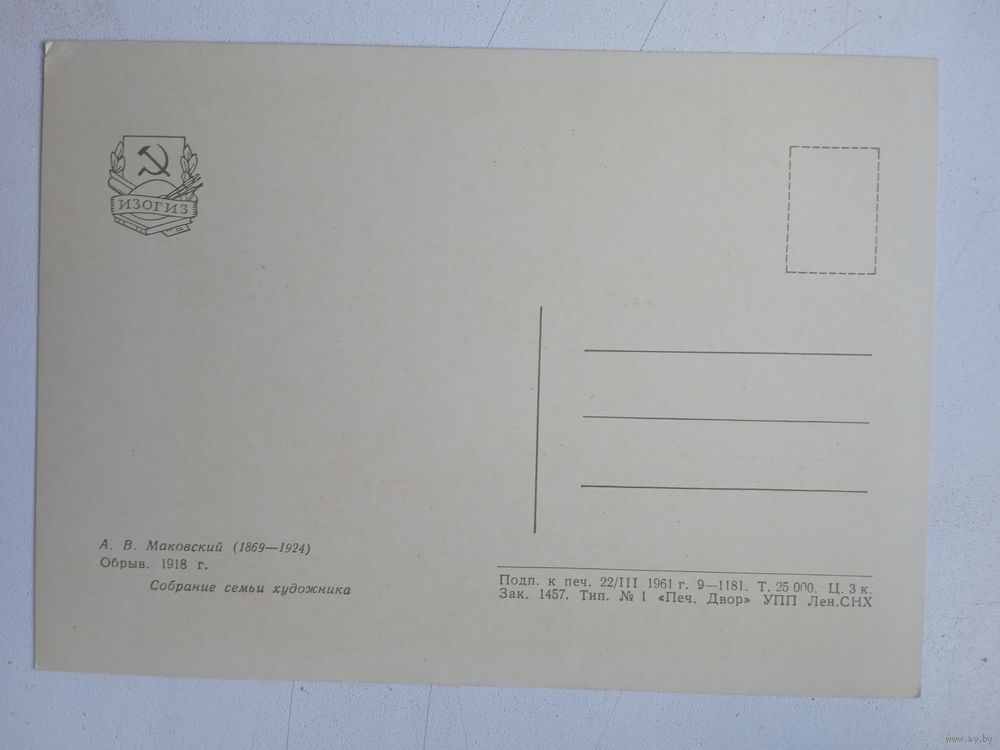 ИЗОГИЗ
А. В. Маковский (1869—1924)
Обрыв. 1918 г.
Собрание семьи художника
Подп. к печ. 22/III 1961 г. 9—1181. Т. 25 000. Ц. 3 к.
Зак. 1457. Тип. № 1 «Печ. Двор» УПП Лен.СНХ
www.ay.by